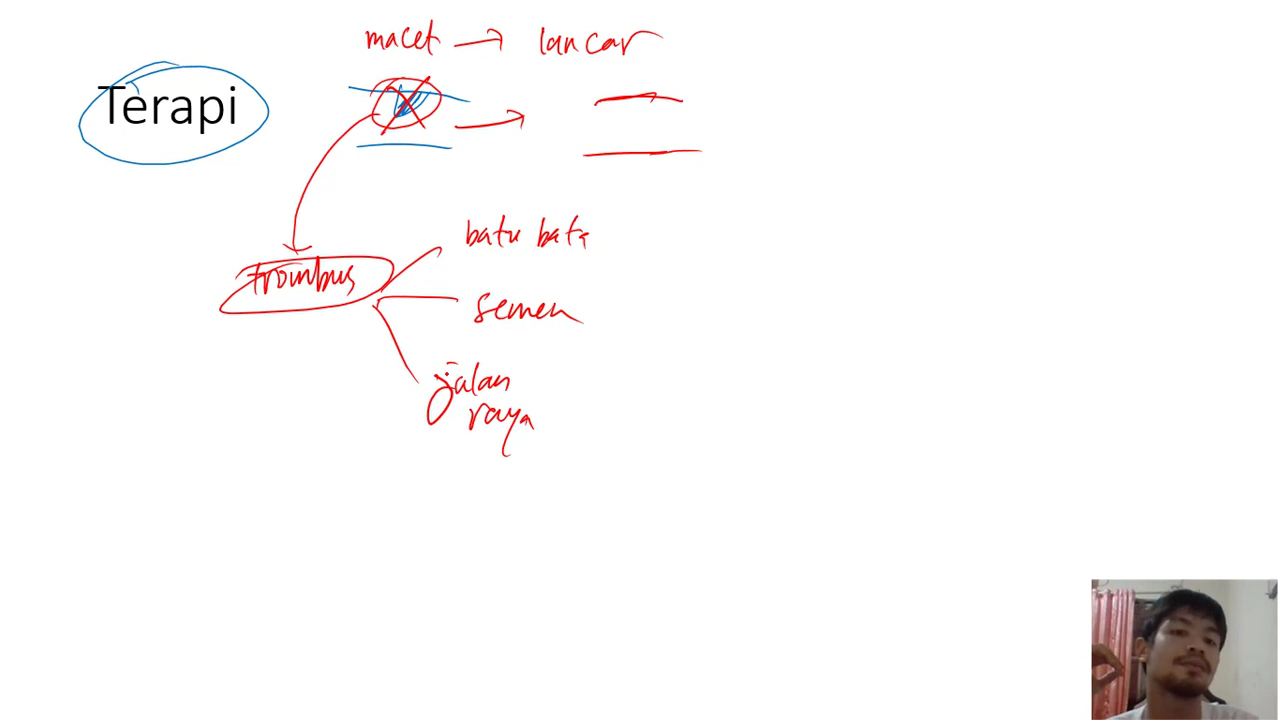 macet → lancar
Terapi
trombus
batu bata
semen
jalan
raya